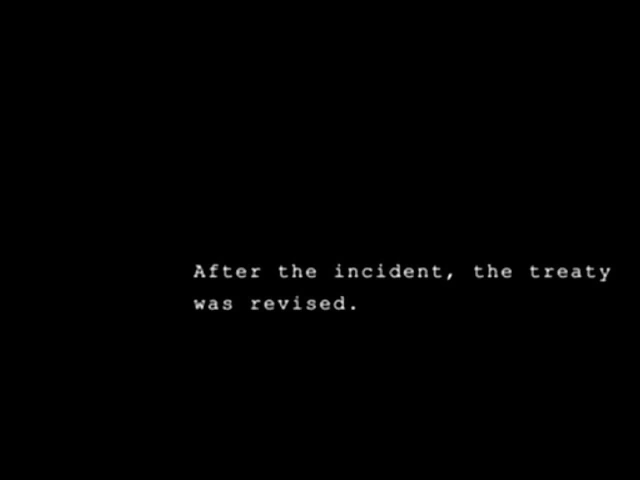 After the incident, the treaty
was revised.